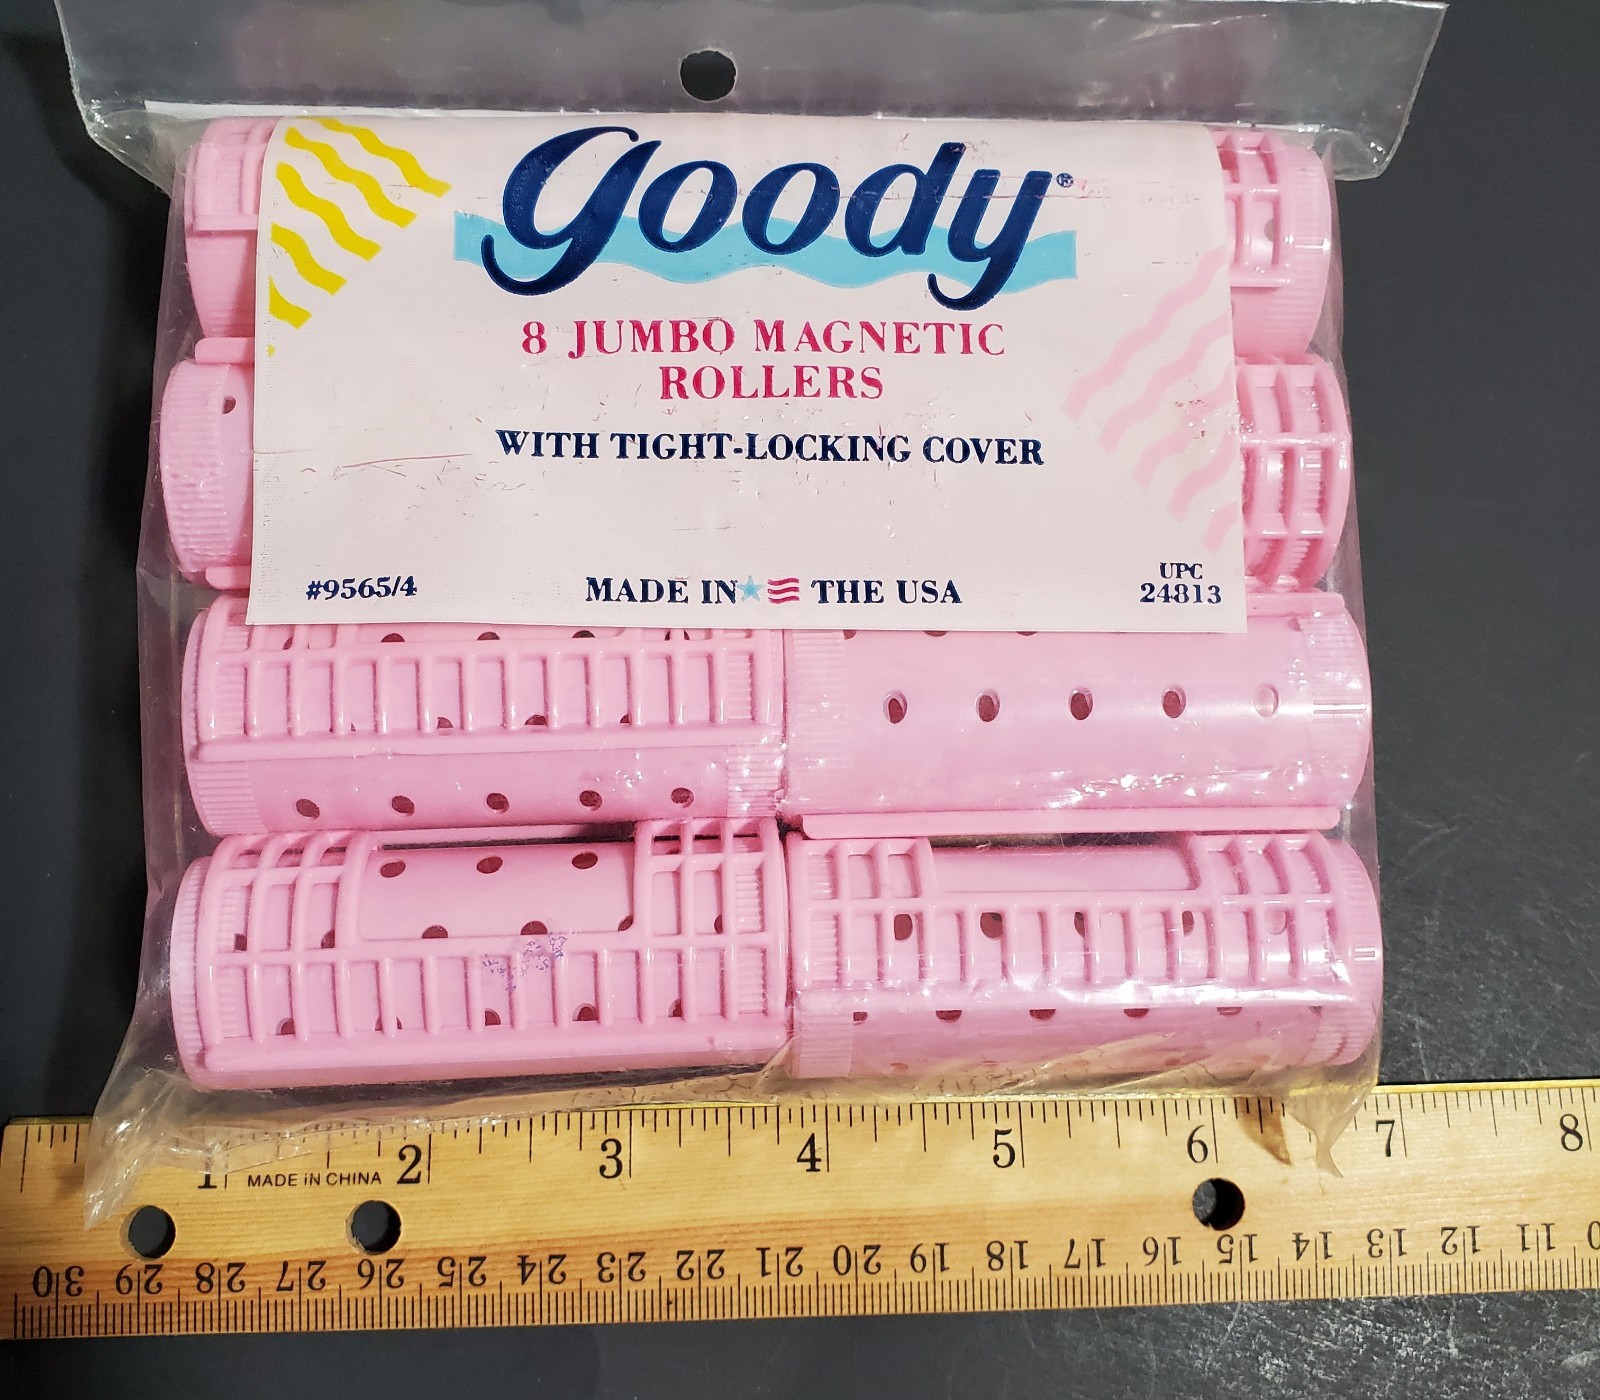 goody®
8 JUMBO MAGNETIC
ROLLERS
WITH TIGHT-LOCKING COVER
#9565/4
MADE IN THE USA
UPC
24813
1 2 3 4 5 6 7 8
MADE iN CHINA
30 29 28 27 26 25 24 23 22 21 20 19 18 17 16 15 14 13 12 11